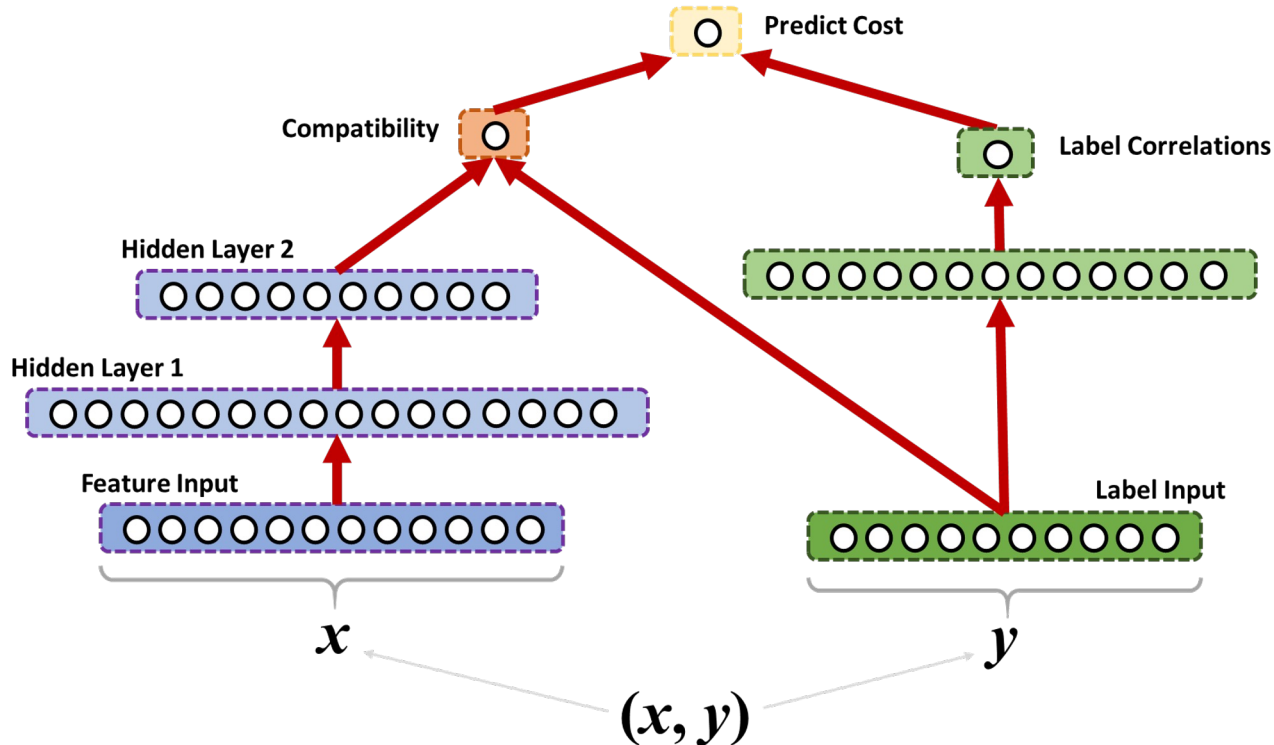 Predict Cost
Compatibility
Label Correlations
Hidden Layer 2
Hidden Layer 1
Feature Input
Label Input
x
y
(x, y)